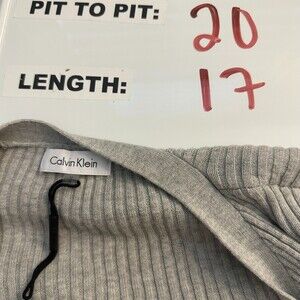 PIT TO PIT: 20
LENGTH: 17
Calvin Klein